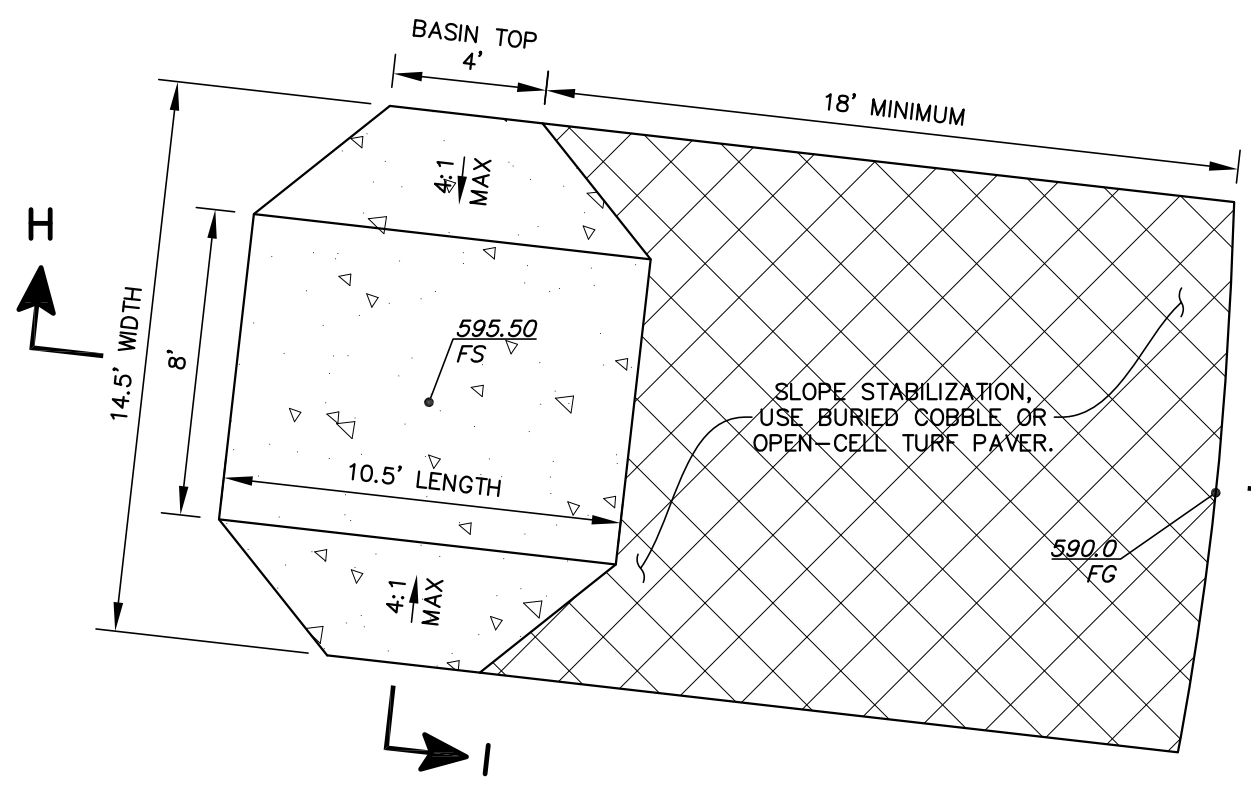 BASIN TOP
4'
18' MINIMUM
4:1
MAX
H
14.5' WIDTH
8'
595.50
FS
SLOPE STABILIZATION,
USE BURIED COBBLE OR
OPEN-CELL TURF PAVER.
10.5' LENGTH
590.0
FG
4:1
MAX
I